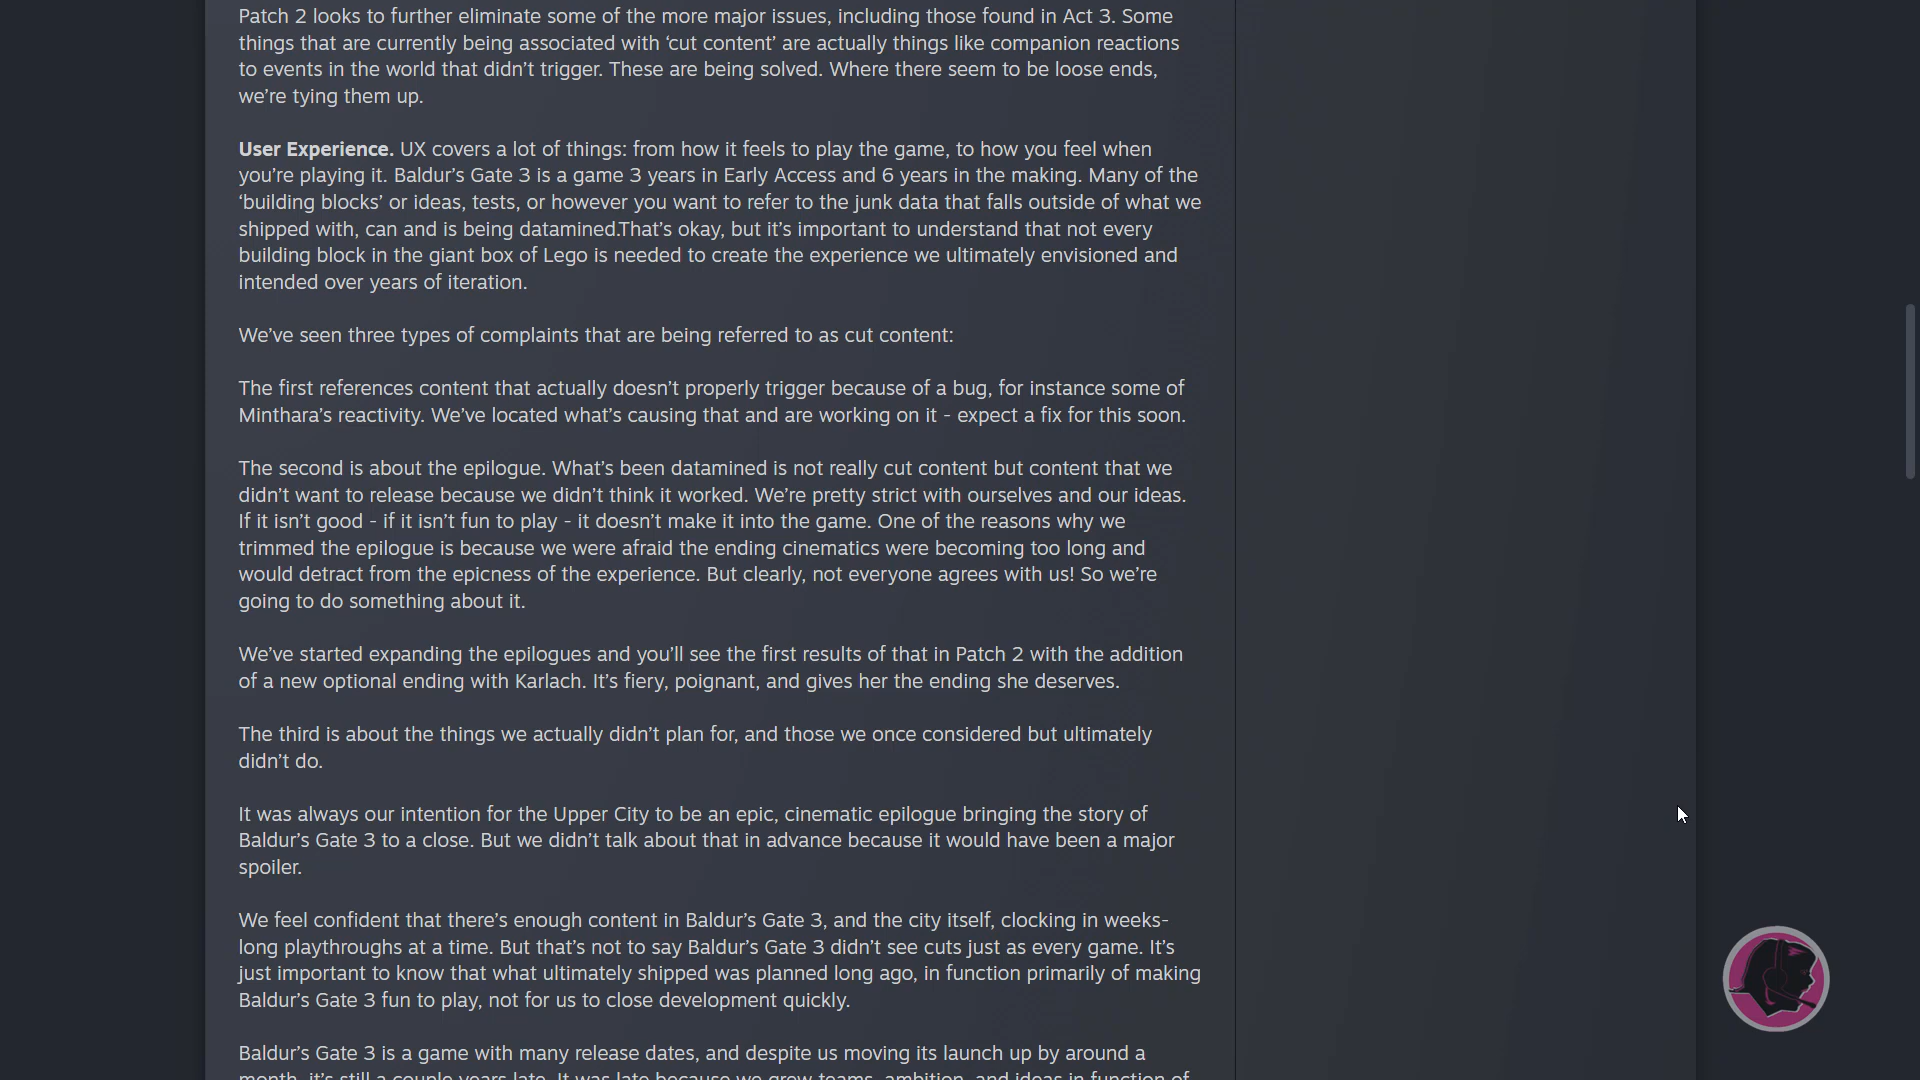 Patch 2 looks to further eliminate some of the more major issues, including those found in Act 3. Some
things that are currently being associated with ‘cut content’ are actually things like companion reactions
to events in the world that didn’t trigger. These are being solved. Where there seem to be loose ends,
we’re tying them up.
User Experience. UX covers a lot of things: from how it feels to play the game, to how you feel when
you’re playing it. Baldur’s Gate 3 is a game 3 years in Early Access and 6 years in the making. Many of the
‘building blocks’ or ideas, tests, or however you want to refer to the junk data that falls outside of what we
shipped with, can and is being datamined.That’s okay, but it’s important to understand that not every
building block in the giant box of Lego is needed to create the experience we ultimately envisioned and
intended over years of iteration.
We’ve seen three types of complaints that are being referred to as cut content:
The first references content that actually doesn’t properly trigger because of a bug, for instance some of
Minthara’s reactivity. We’ve located what’s causing that and are working on it - expect a fix for this soon.
The second is about the epilogue. What’s been datamined is not really cut content but content that we
didn’t want to release because we didn’t think it worked. We’re pretty strict with ourselves and our ideas.
If it isn’t good - if it isn’t fun to play - it doesn’t make it into the game. One of the reasons why we
trimmed the epilogue is because we were afraid the ending cinematics were becoming too long and
would detract from the epicness of the experience. But clearly, not everyone agrees with us! So we’re
going to do something about it.
We’ve started expanding the epilogues and you’ll see the first results of that in Patch 2 with the addition
of a new optional ending with Karlach. It’s fiery, poignant, and gives her the ending she deserves.
The third is about the things we actually didn’t plan for, and those we once considered but ultimately
didn’t do.
It was always our intention for the Upper City to be an epic, cinematic epilogue bringing the story of
Baldur’s Gate 3 to a close. But we didn’t talk about that in advance because it would have been a major
spoiler.
We feel confident that there’s enough content in Baldur’s Gate 3, and the city itself, clocking in weeks-
long playthroughs at a time. But that’s not to say Baldur’s Gate 3 didn’t see cuts just as every game. It’s
just important to know that what ultimately shipped was planned long ago, in function primarily of making
Baldur’s Gate 3 fun to play, not for us to close development quickly.
Baldur’s Gate 3 is a game with many release dates, and despite us moving its launch up by around a
month, it’s still a couple years late. It was late because we grew teams, ambition, and ideas in function of